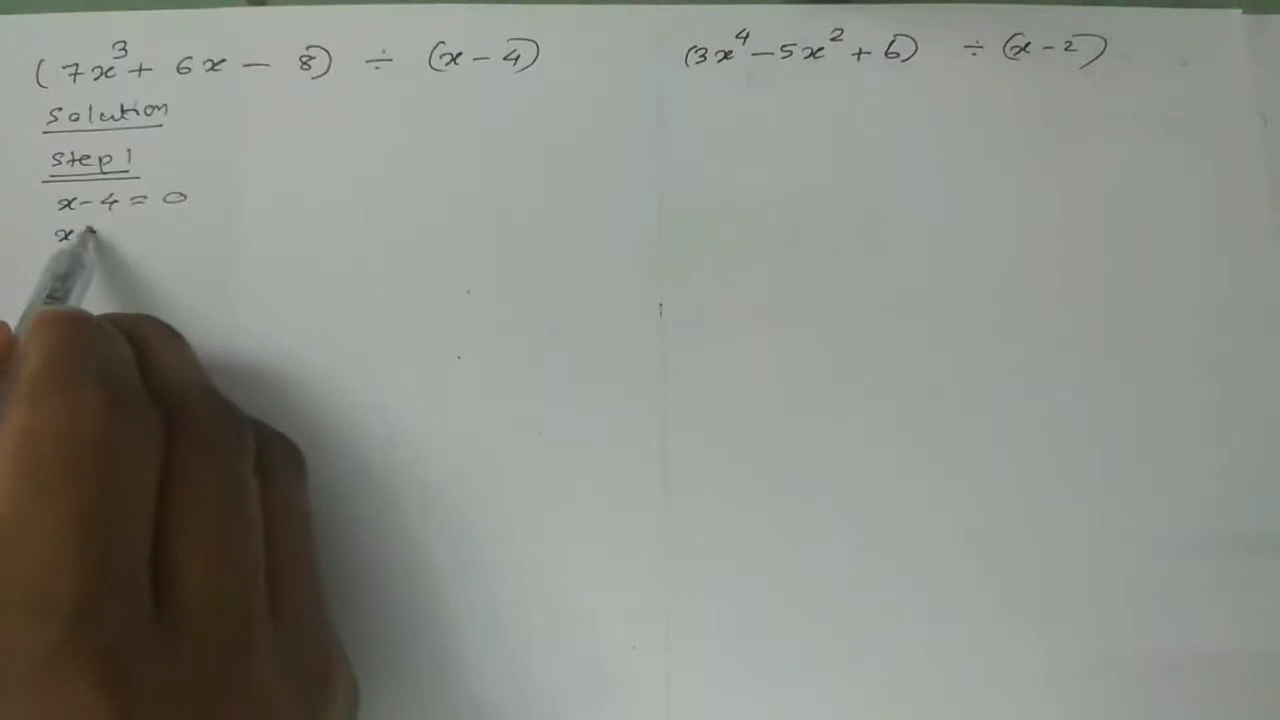 (7x³ + 6x − 8) ÷ (x − 4)
Solution
Step 1
x − 4 = 0
x
(3x⁴ − 5x² + 6) ÷ (x − 2)